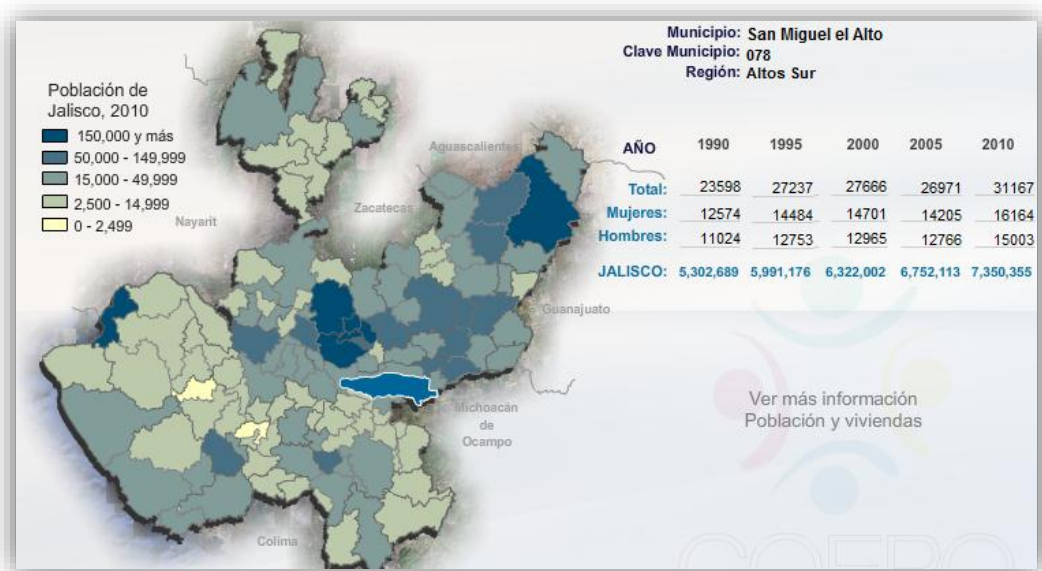 Municipio: San Miguel el Alto
Clave Municipio: 078
Región: Altos Sur
Población de
Jalisco, 2010
150,000 y más
50,000 - 149,999
15,000 - 49,999
2,500 - 14,999
0 - 2,499
Nayarit
Zacatecas
Aguascalientes
Guanajuato
Michoacán
de
Ocampo
Colima
AÑO 1990 1995 2000 2005 2010
Total: 23598 27237 27666 26971 31167
Mujeres: 12574 14484 14701 14205 16164
Hombres: 11024 12753 12965 12766 15003
JALISCO: 5,302,689 5,991,176 6,322,002 6,752,113 7,350,355
Ver más información
Población y viviendas
COEPO